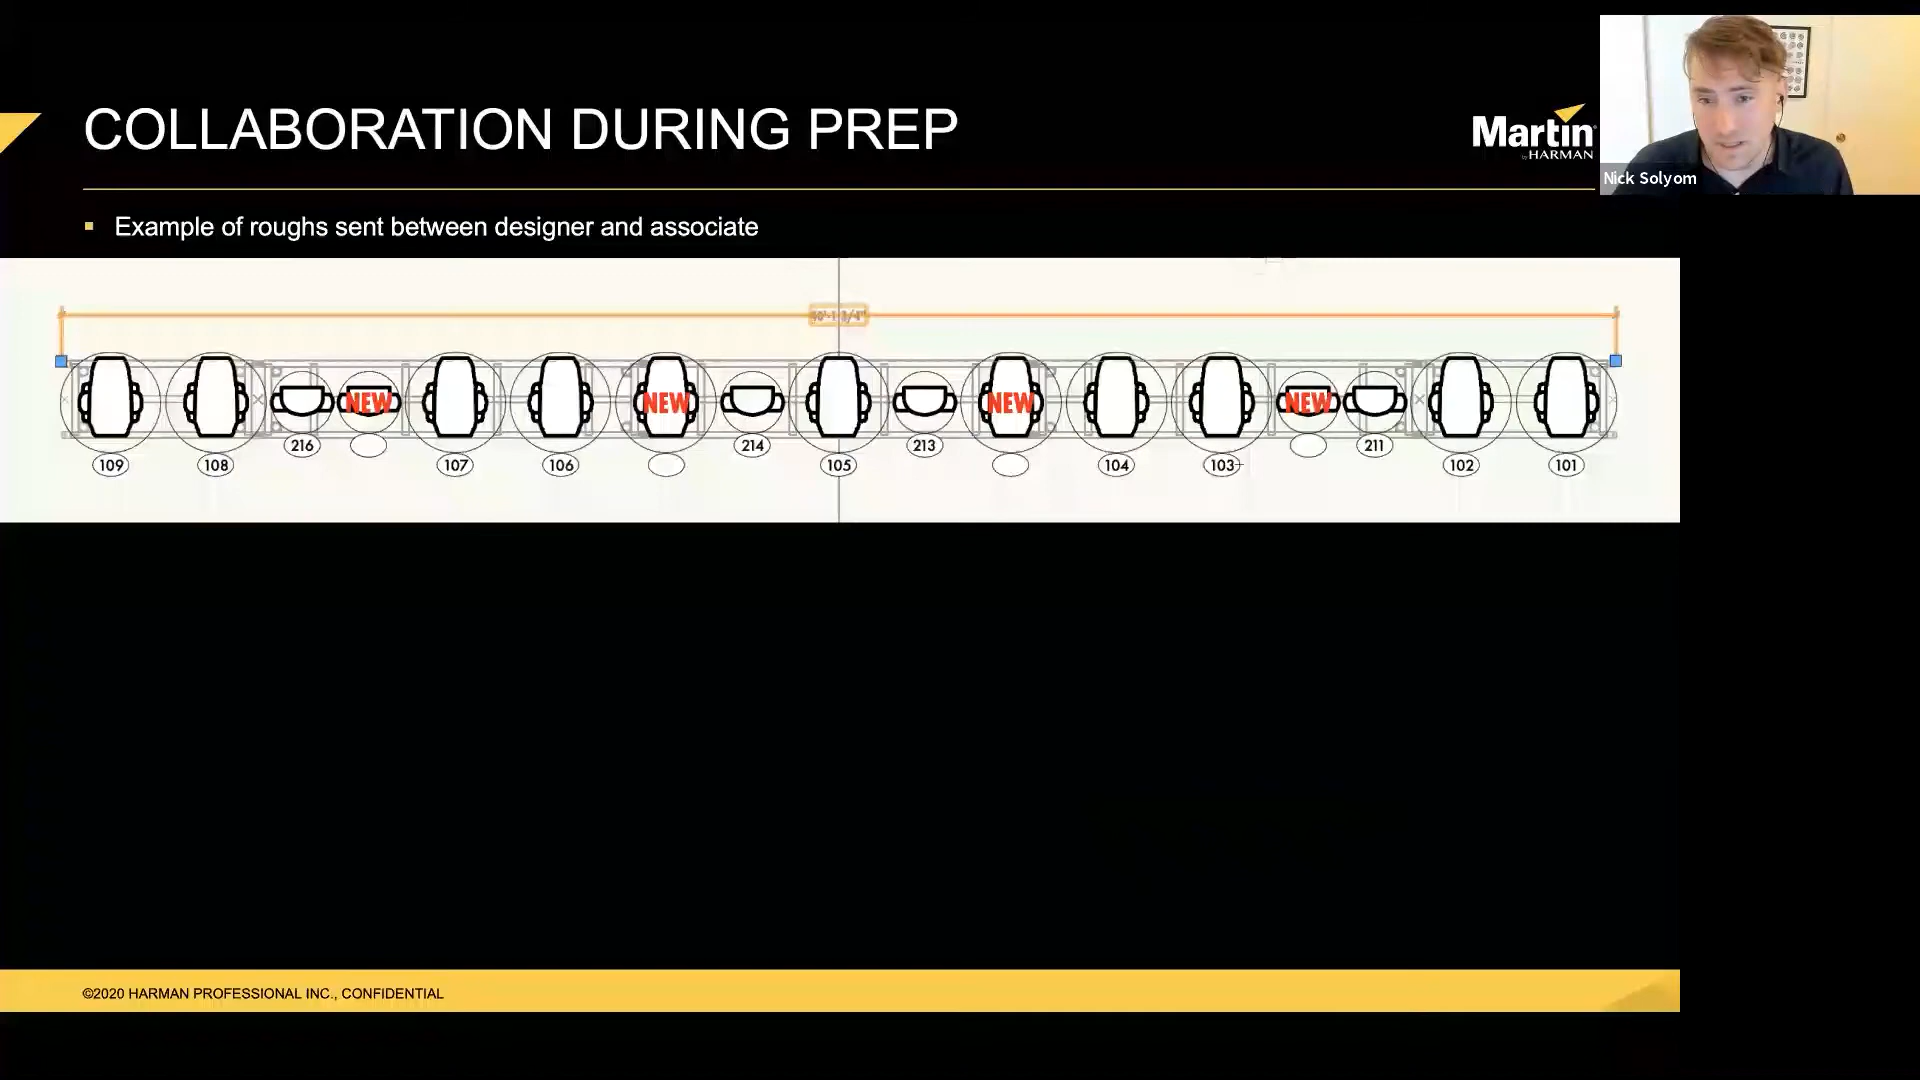 COLLABORATION DURING PREP
Martin
by HARMAN
Nick Solyom
Example of roughs sent between designer and associate
NEW NEW NEW NEW
216 214 213 211
109 108 107 106 105 104 103 102 101
©2020 HARMAN PROFESSIONAL INC., CONFIDENTIAL